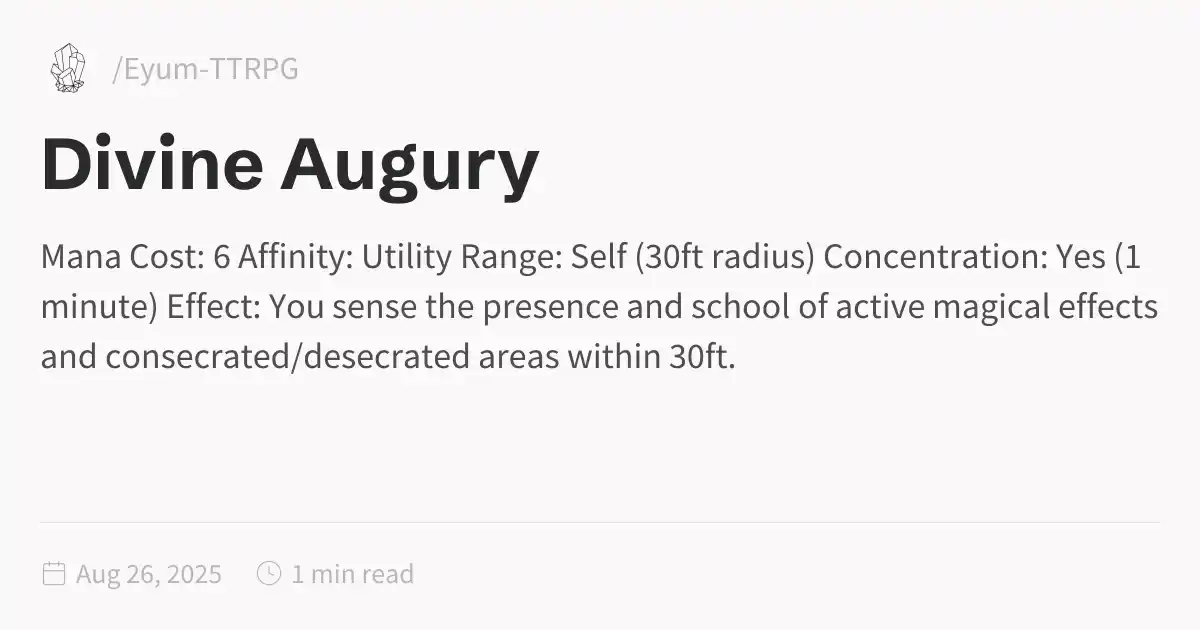 /Eyum-TTRPG
Divine Augury
Mana Cost: 6 Affinity: Utility Range: Self (30ft radius) Concentration: Yes (1
minute) Effect: You sense the presence and school of active magical effects
and consecrated/desecrated areas within 30ft.
Aug 26, 2025 1 min read